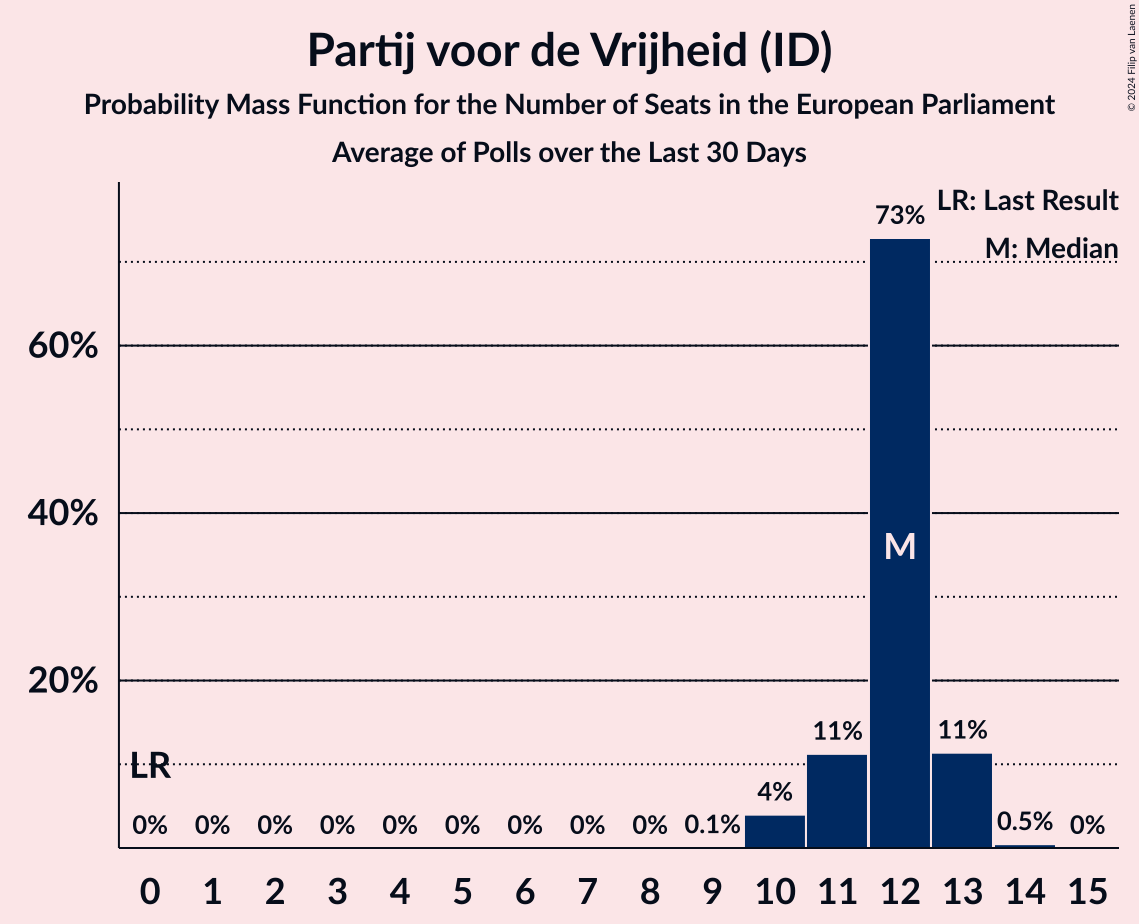 Partij voor de Vrijheid (ID)
Probability Mass Function for the Number of Seats in the European Parliament
Average of Polls over the Last 30 Days
© 2024 Filip van Laenen
LR: Last Result
M: Median
73%
60%
40%
M
20%
11%
11%
LR
4%
0%
0%
0%
0%
0%
0%
0%
0%
0%
0.1%
0.5%
0%
0 1 2 3 4 5 6 7 8 9 10 11 12 13 14 15